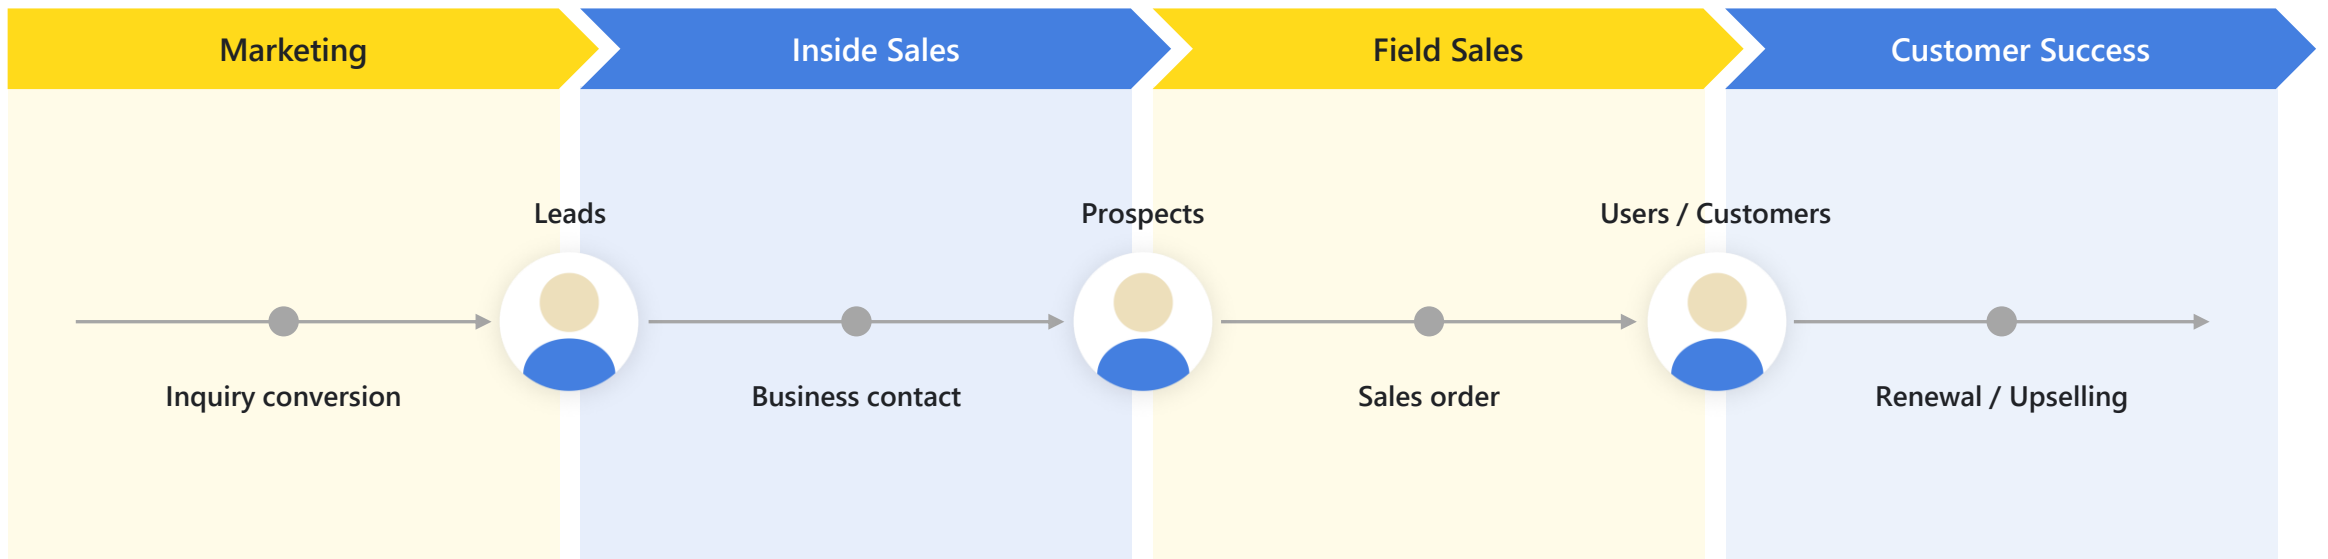 Marketing
Inside Sales
Field Sales
Customer Success
Leads
Prospects
Users / Customers
Inquiry conversion
Business contact
Sales order
Renewal / Upselling